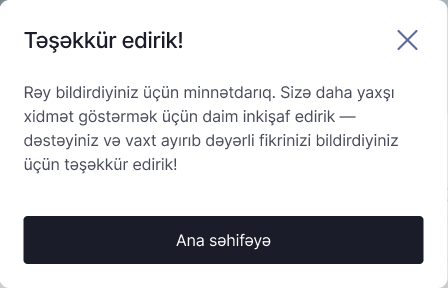 Təşəkkür edirik!
Rəy bildirdiyiniz üçün minnətdarıq. Sizə daha yaxşı
xidmət göstərmək üçün daim inkişaf edirik —
dəstəyiniz və vaxt ayırıb dəyərli fikrinizi bildirdiyiniz
üçün təşəkkür edirik!
Ana səhifəyə